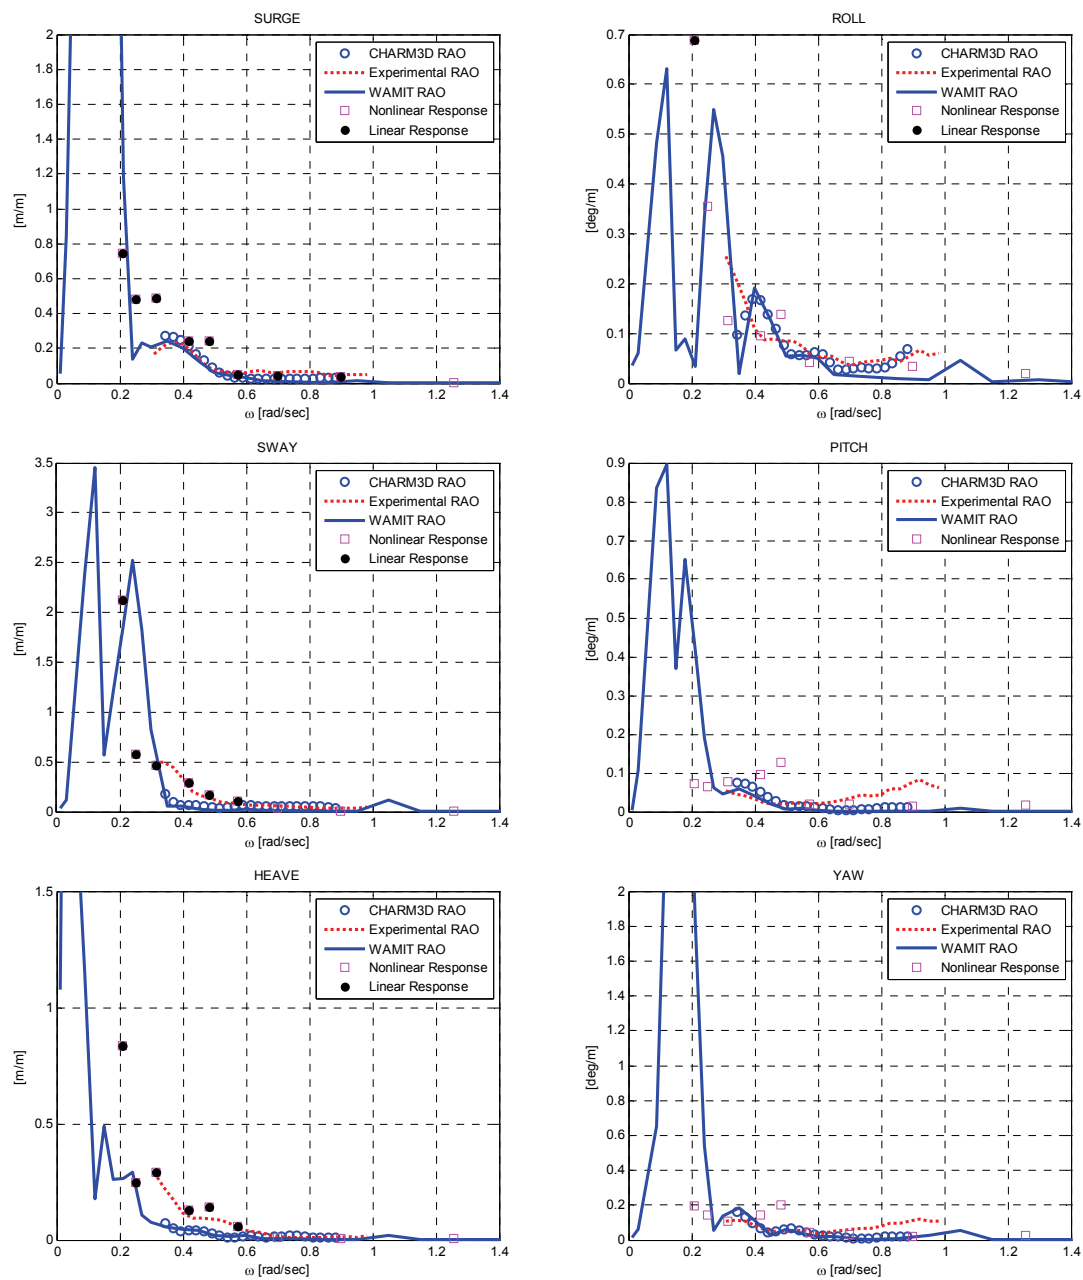 SURGE
2
1.8
1.6
1.4
1.2
1
0.8
0.6
0.4
0.2
0
[m/m]
CHARM3D RAO
Experimental RAO
WAMIT RAO
Nonlinear Response
Linear Response
0 0.2 0.4 0.6 0.8 1 1.2 1.4
ω [rad/sec]
ROLL
0.7
0.6
0.5
0.4
0.3
0.2
0.1
0
[deg/m]
CHARM3D RAO
Experimental RAO
WAMIT RAO
Nonlinear Response
Linear Response
0 0.2 0.4 0.6 0.8 1 1.2 1.4
ω [rad/sec]
SWAY
3.5
3
2.5
2
1.5
1
0.5
0
[m/m]
CHARM3D RAO
Experimental RAO
WAMIT RAO
Nonlinear Response
Linear Response
0 0.2 0.4 0.6 0.8 1 1.2 1.4
ω [rad/sec]
PITCH
0.9
0.8
0.7
0.6
0.5
0.4
0.3
0.2
0.1
0
[deg/m]
CHARM3D RAO
Experimental RAO
WAMIT RAO
Nonlinear Response
0 0.2 0.4 0.6 0.8 1 1.2 1.4
ω [rad/sec]
HEAVE
1.5
1
0.5
0
[m/m]
CHARM3D RAO
Experimental RAO
WAMIT RAO
Nonlinear Response
Linear Response
0 0.2 0.4 0.6 0.8 1 1.2 1.4
ω [rad/sec]
YAW
2
1.8
1.6
1.4
1.2
1
0.8
0.6
0.4
0.2
0
[deg/m]
CHARM3D RAO
Experimental RAO
WAMIT RAO
Nonlinear Response
0 0.2 0.4 0.6 0.8 1 1.2 1.4
ω [rad/sec]